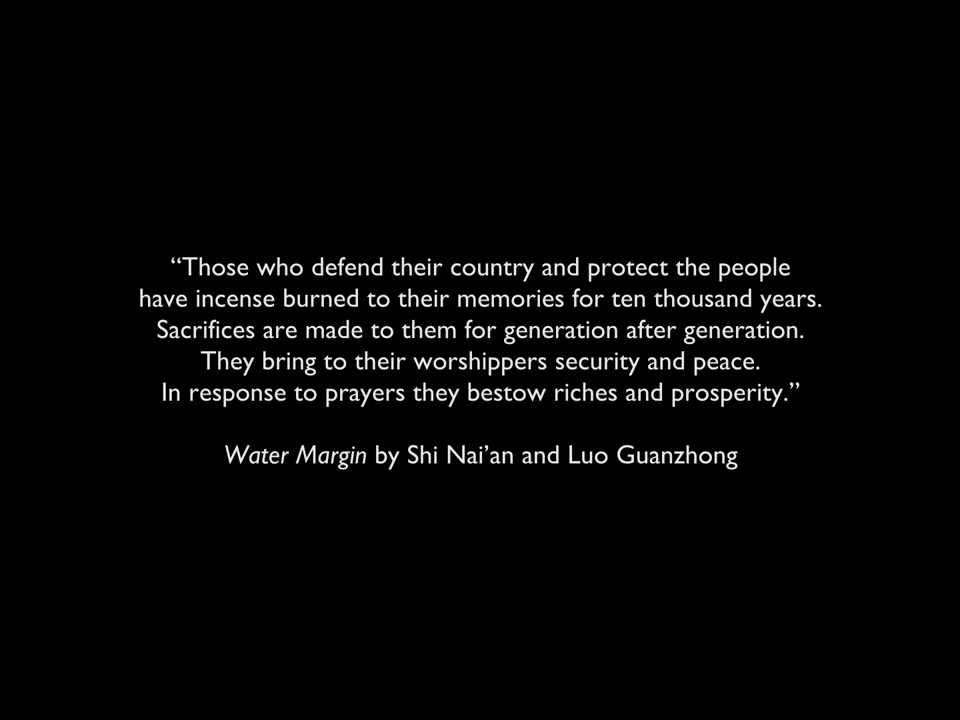 “Those who defend their country and protect the people
have incense burned to their memories for ten thousand years.
Sacrifices are made to them for generation after generation.
They bring to their worshippers security and peace.
In response to prayers they bestow riches and prosperity.”
Water Margin by Shi Nai’an and Luo Guanzhong